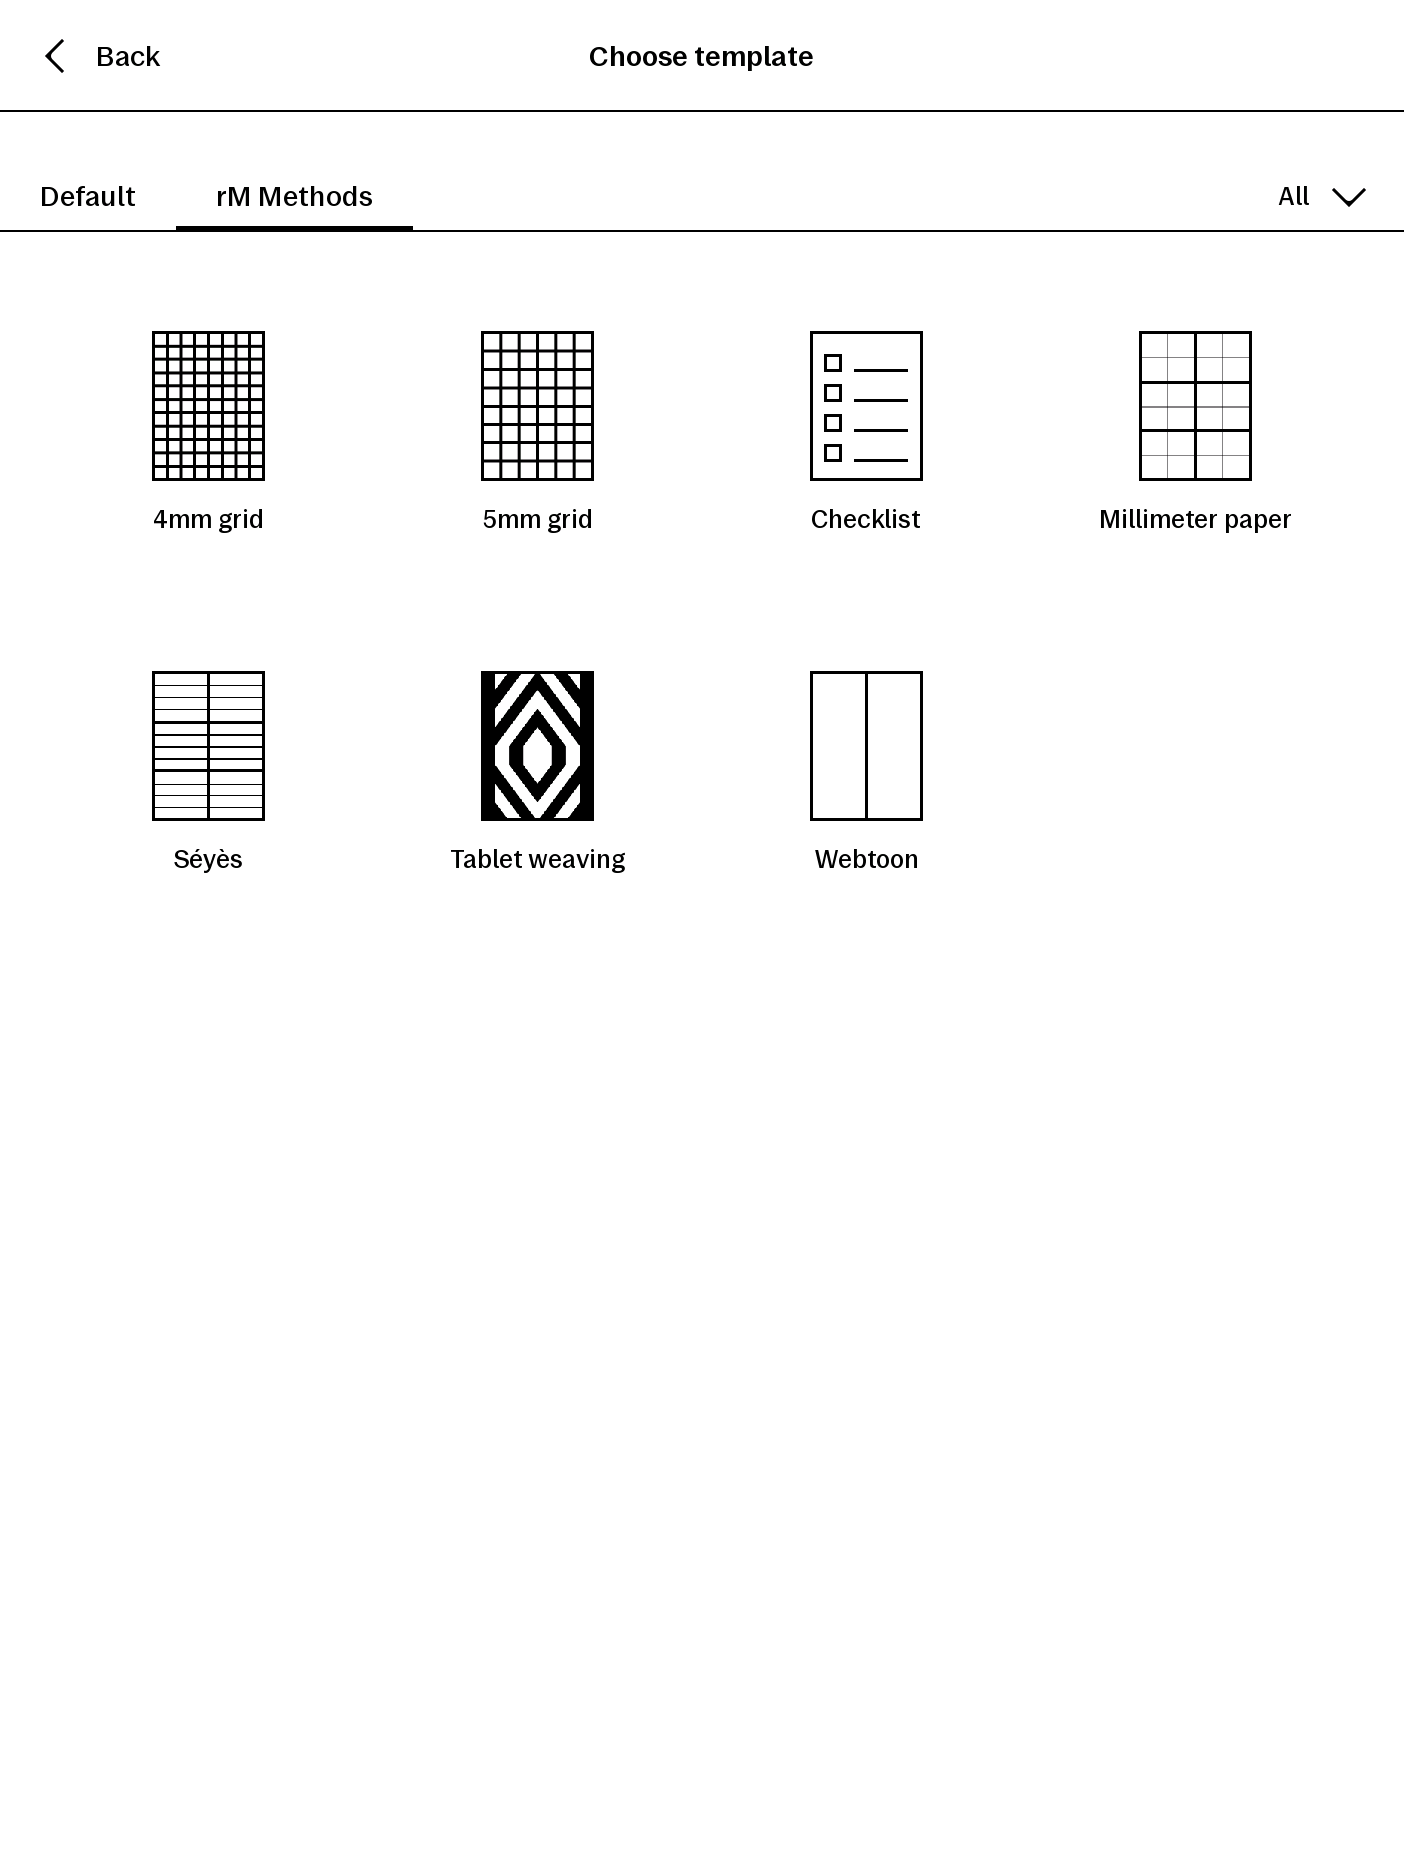 Back
Choose template
Default
rM Methods
All
4mm grid
5mm grid
Checklist
Millimeter paper
Séyès
Tablet weaving
Webtoon